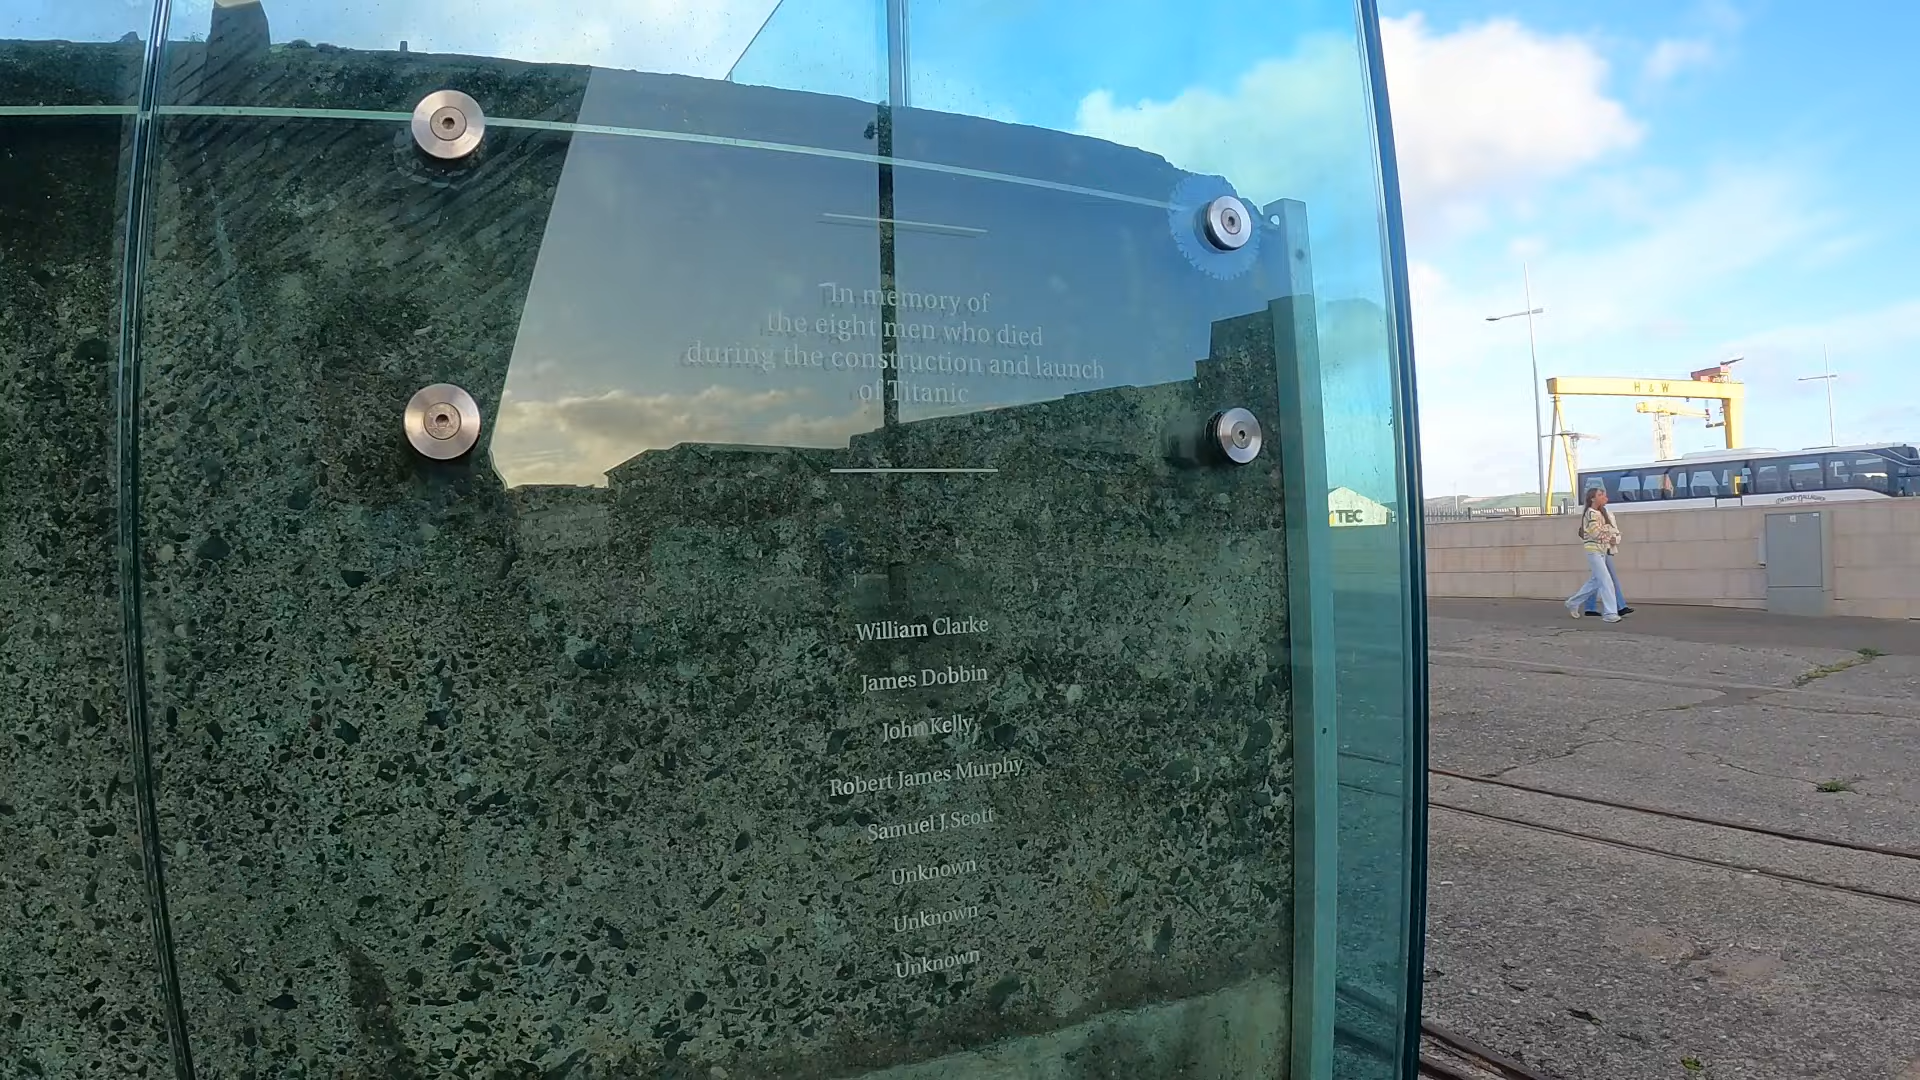 In memory of
the eight men who died
during the construction and launch
of Titanic
William Clarke
James Dobbin
John Kelly
Robert James Murphy
Samuel J. Scott
Unknown
Unknown
Unknown
H & W
TEC